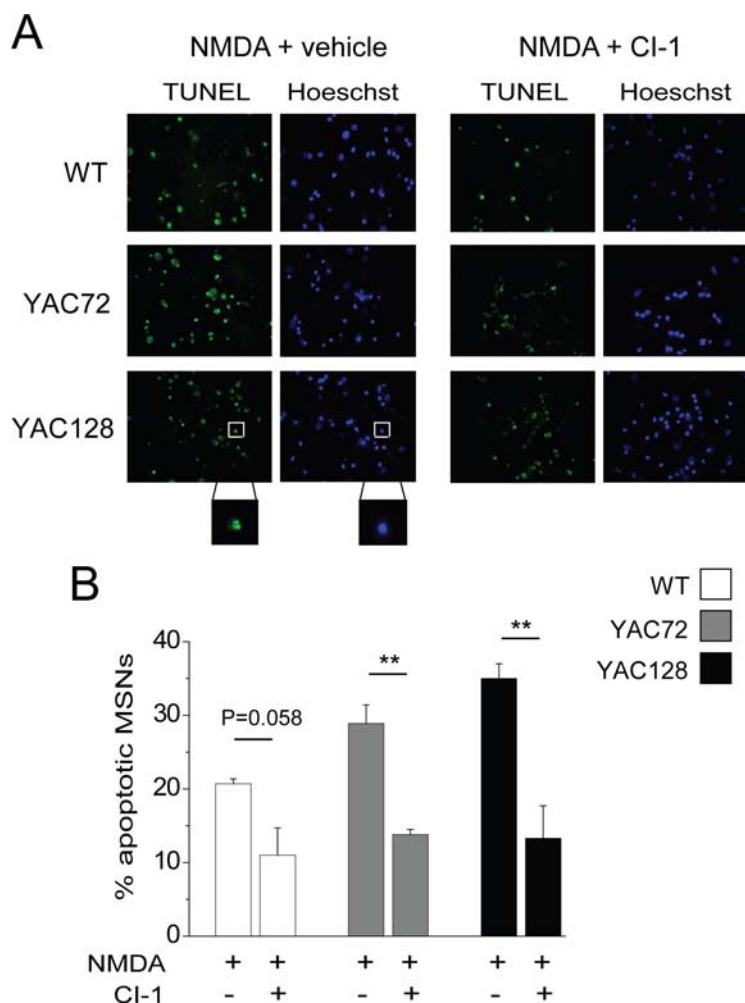 A
NMDA + vehicle
NMDA + CI-1
TUNEL
Hoeschst
TUNEL
Hoeschst
WT
YAC72
YAC128
B
WT
YAC72
YAC128
% apoptotic MSNs
40
30
20
10
0
P=0.058
**
**
NMDA + + + + + +
CI-1 - + - + - +